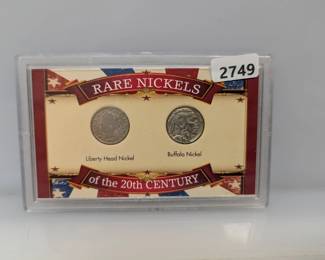 2749
RARE NICKELS
Liberty Head Nickel
Buffalo Nickel
of the 20th CENTURY